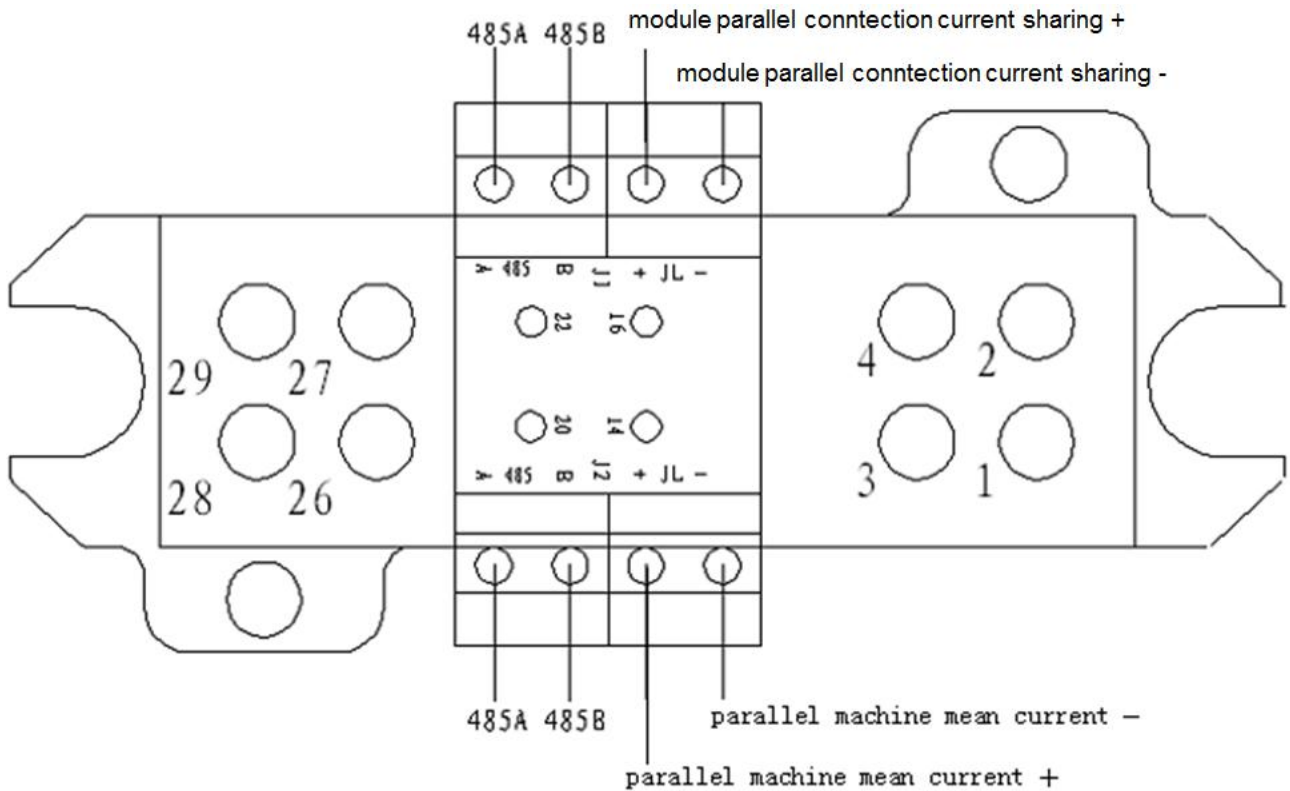 485A 485B module parallel conntection current sharing +
module parallel conntection current sharing -
A 485 B J1 + JL -
22 16
4 2
29 27
20 14
3 1
A 485 B J2 + JL -
28 26
485A 485B parallel machine mean current -
parallel machine mean current +